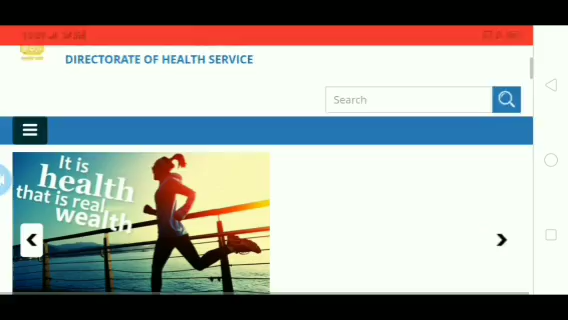 DIRECTORATE OF HEALTH SERVICE
Search
It is
health
that is real
wealth